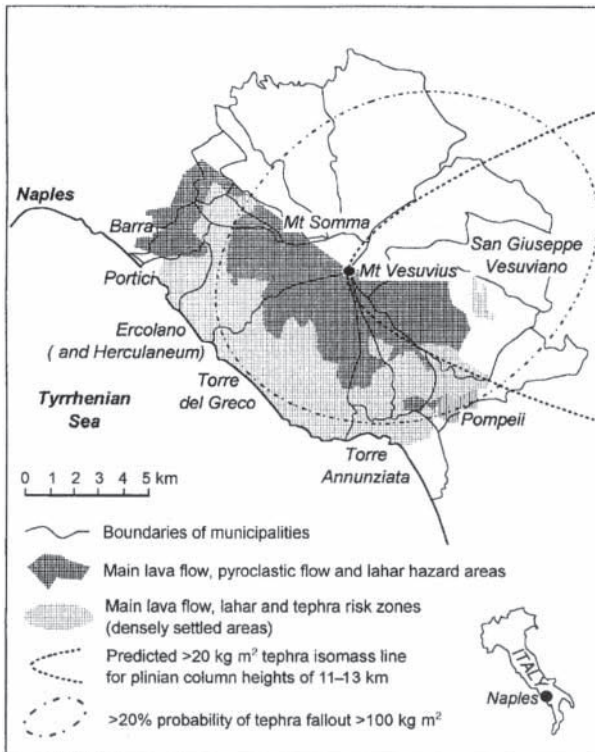 Naples
Barra
Mt Somma
San Giuseppe
Vesuviano
Mt Vesuvius
Portici
Ercolano
( and Herculaneum)
Torre
del Greco
Tyrrhenian
Sea
Pompeii
Torre
Annunziata
0 1 2 3 4 5 km
Boundaries of municipalities
Main lava flow, pyroclastic flow and lahar hazard areas
Main lava flow, lahar and tephra risk zones
(densely settled areas)
Predicted >20 kg m² tephra isomass line
for plinian column heights of 11–13 km
>20% probability of tephra fallout >100 kg m²
ITALY
Naples